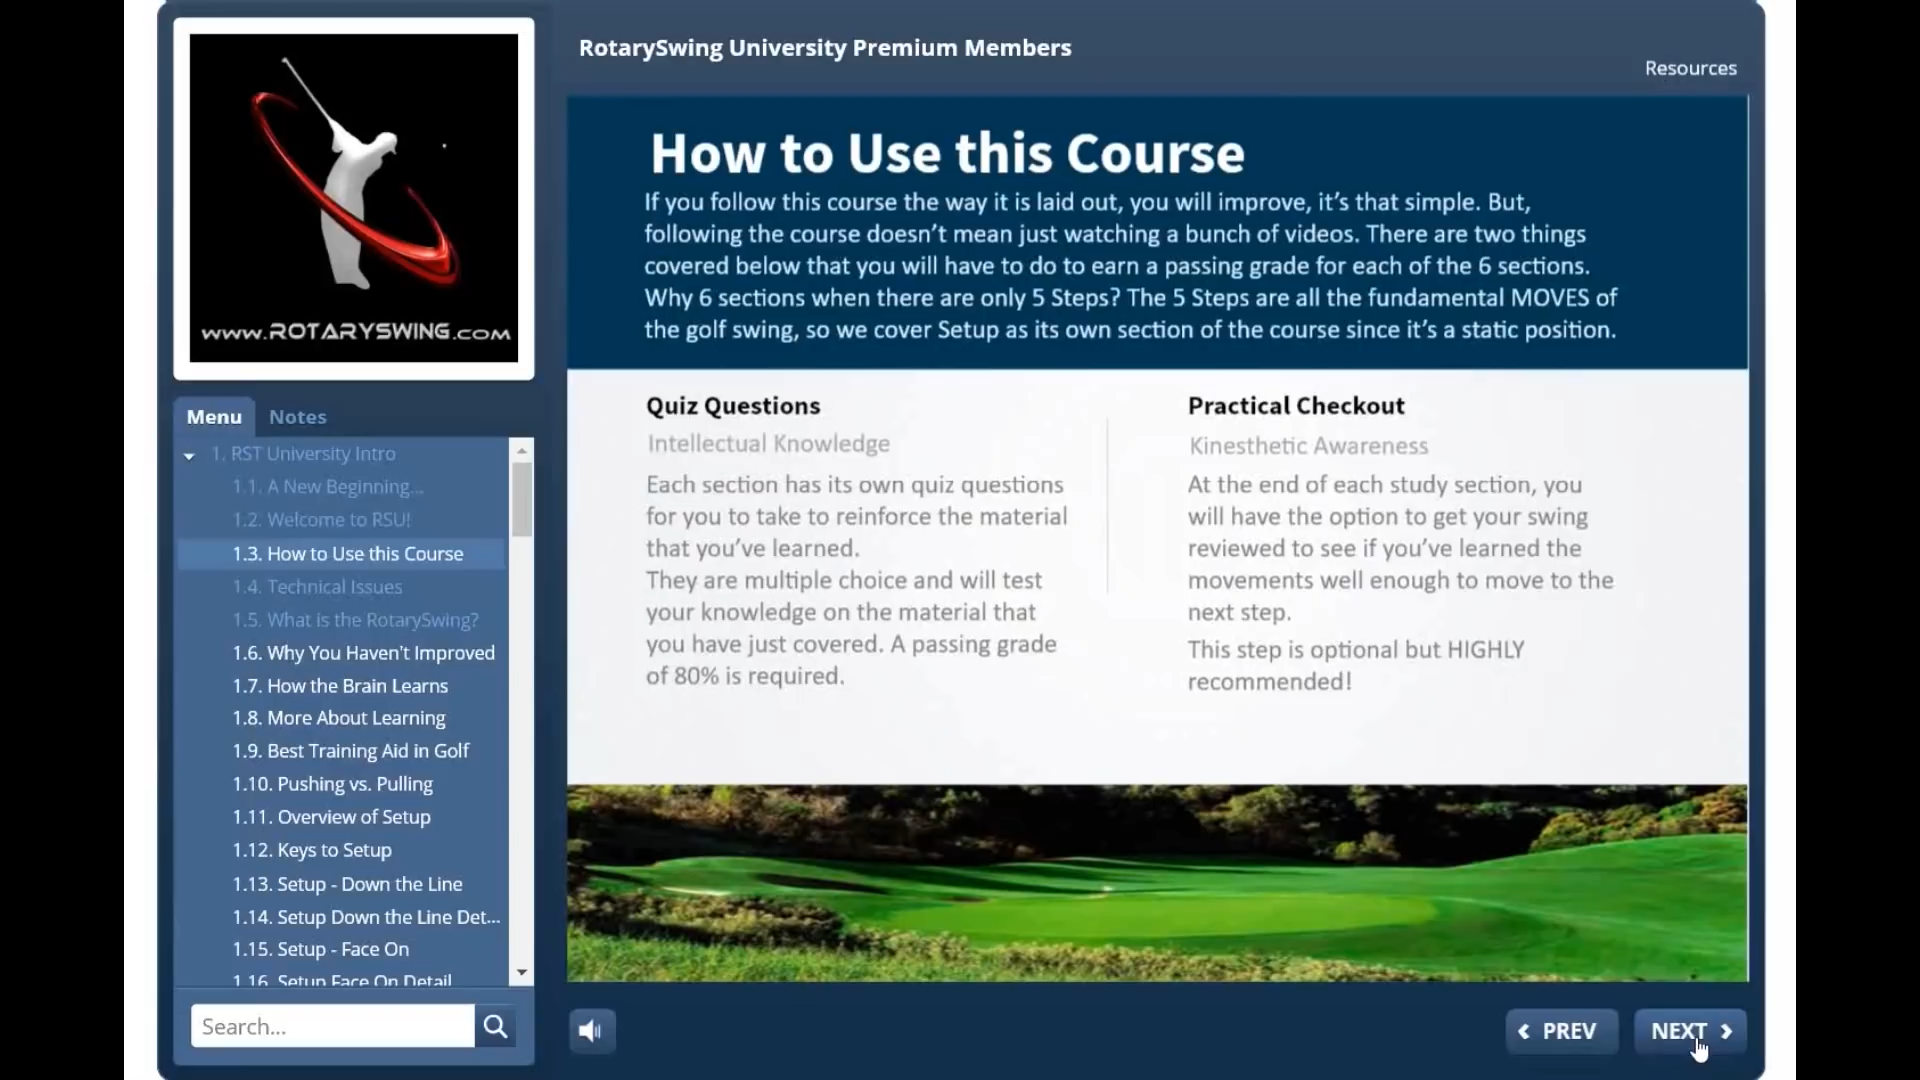 RotarySwing University Premium Members
Resources
www.ROTARYSWING.com
Menu
Notes
1. RST University Intro
1.1. A New Beginning...
1.2. Welcome to RSU!
1.3. How to Use this Course
1.4. Technical Issues
1.5. What is the RotarySwing?
1.6. Why You Haven't Improved
1.7. How the Brain Learns
1.8. More About Learning
1.9. Best Training Aid in Golf
1.10. Pushing vs. Pulling
1.11. Overview of Setup
1.12. Keys to Setup
1.13. Setup - Down the Line
1.14. Setup Down the Line Det...
1.15. Setup - Face On
1.16. Setup Face On Detail
Search...
How to Use this Course
If you follow this course the way it is laid out, you will improve, it’s that simple. But,
following the course doesn’t mean just watching a bunch of videos. There are two things
covered below that you will have to do to earn a passing grade for each of the 6 sections.
Why 6 sections when there are only 5 Steps? The 5 Steps are all the fundamental MOVES of
the golf swing, so we cover Setup as its own section of the course since it’s a static position.
Quiz Questions
Intellectual Knowledge
Each section has its own quiz questions
for you to take to reinforce the material
that you’ve learned.
They are multiple choice and will test
your knowledge on the material that
you have just covered. A passing grade
of 80% is required.
Practical Checkout
Kinesthetic Awareness
At the end of each study section, you
will have the option to get your swing
reviewed to see if you’ve learned the
movements well enough to move to the
next step.
This step is optional but HIGHLY
recommended!
PREV
NEXT